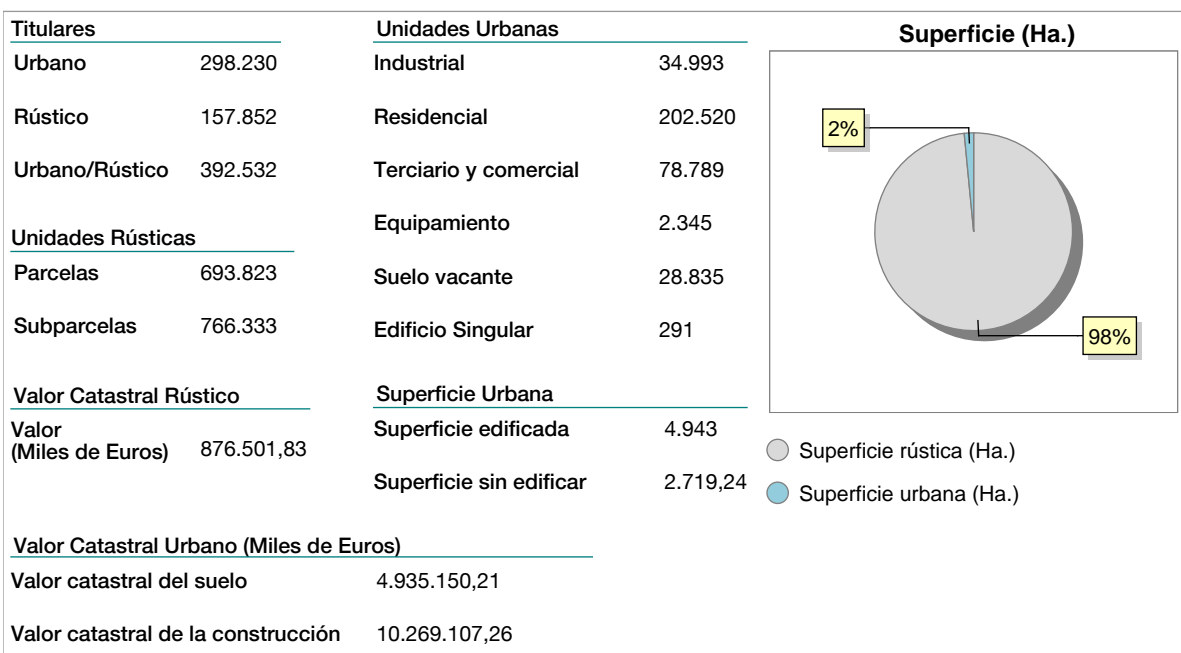 Titulares
Urbano 298.230
Rústico 157.852
Urbano/Rústico 392.532
Unidades Rústicas
Parcelas 693.823
Subparcelas 766.333
Valor Catastral Rústico
Valor
(Miles de Euros) 876.501,83
Unidades Urbanas
Industrial 34.993
Residencial 202.520
Terciario y comercial 78.789
Equipamiento 2.345
Suelo vacante 28.835
Edificio Singular 291
Superficie Urbana
Superficie edificada 4.943
Superficie sin edificar 2.719,24
Superficie (Ha.)
2%
98%
Superficie rústica (Ha.)
Superficie urbana (Ha.)
Valor Catastral Urbano (Miles de Euros)
Valor catastral del suelo 4.935.150,21
Valor catastral de la construcción 10.269.107,26